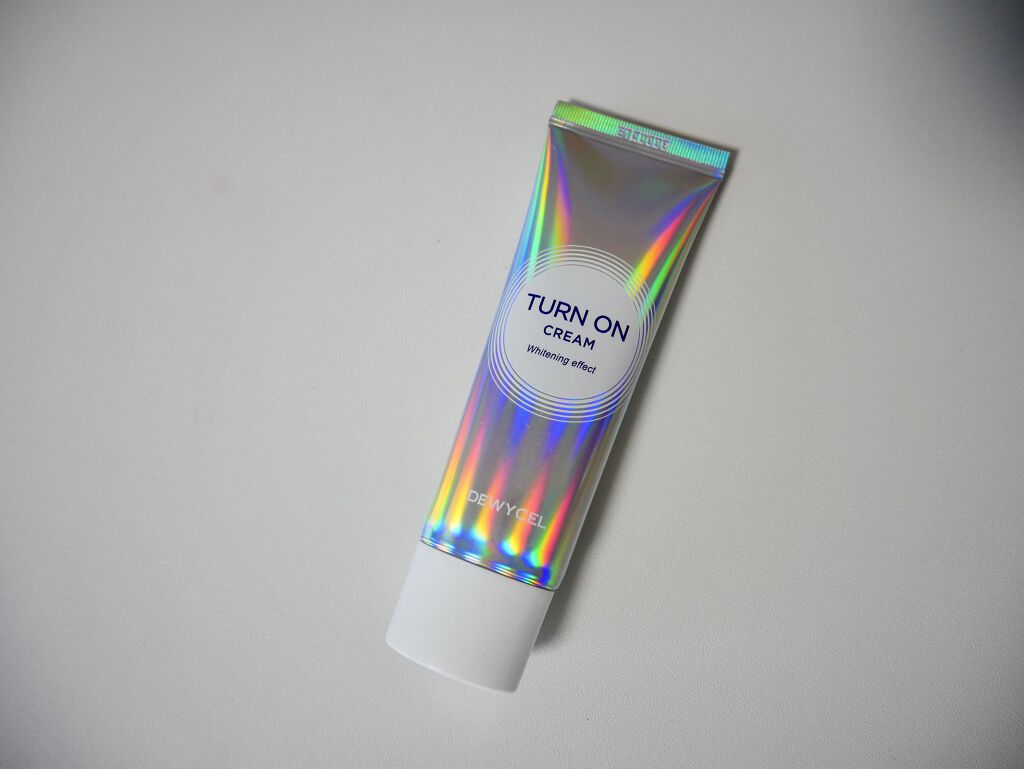 TURN ON
CREAM
Whitening effect
DEWYCEL